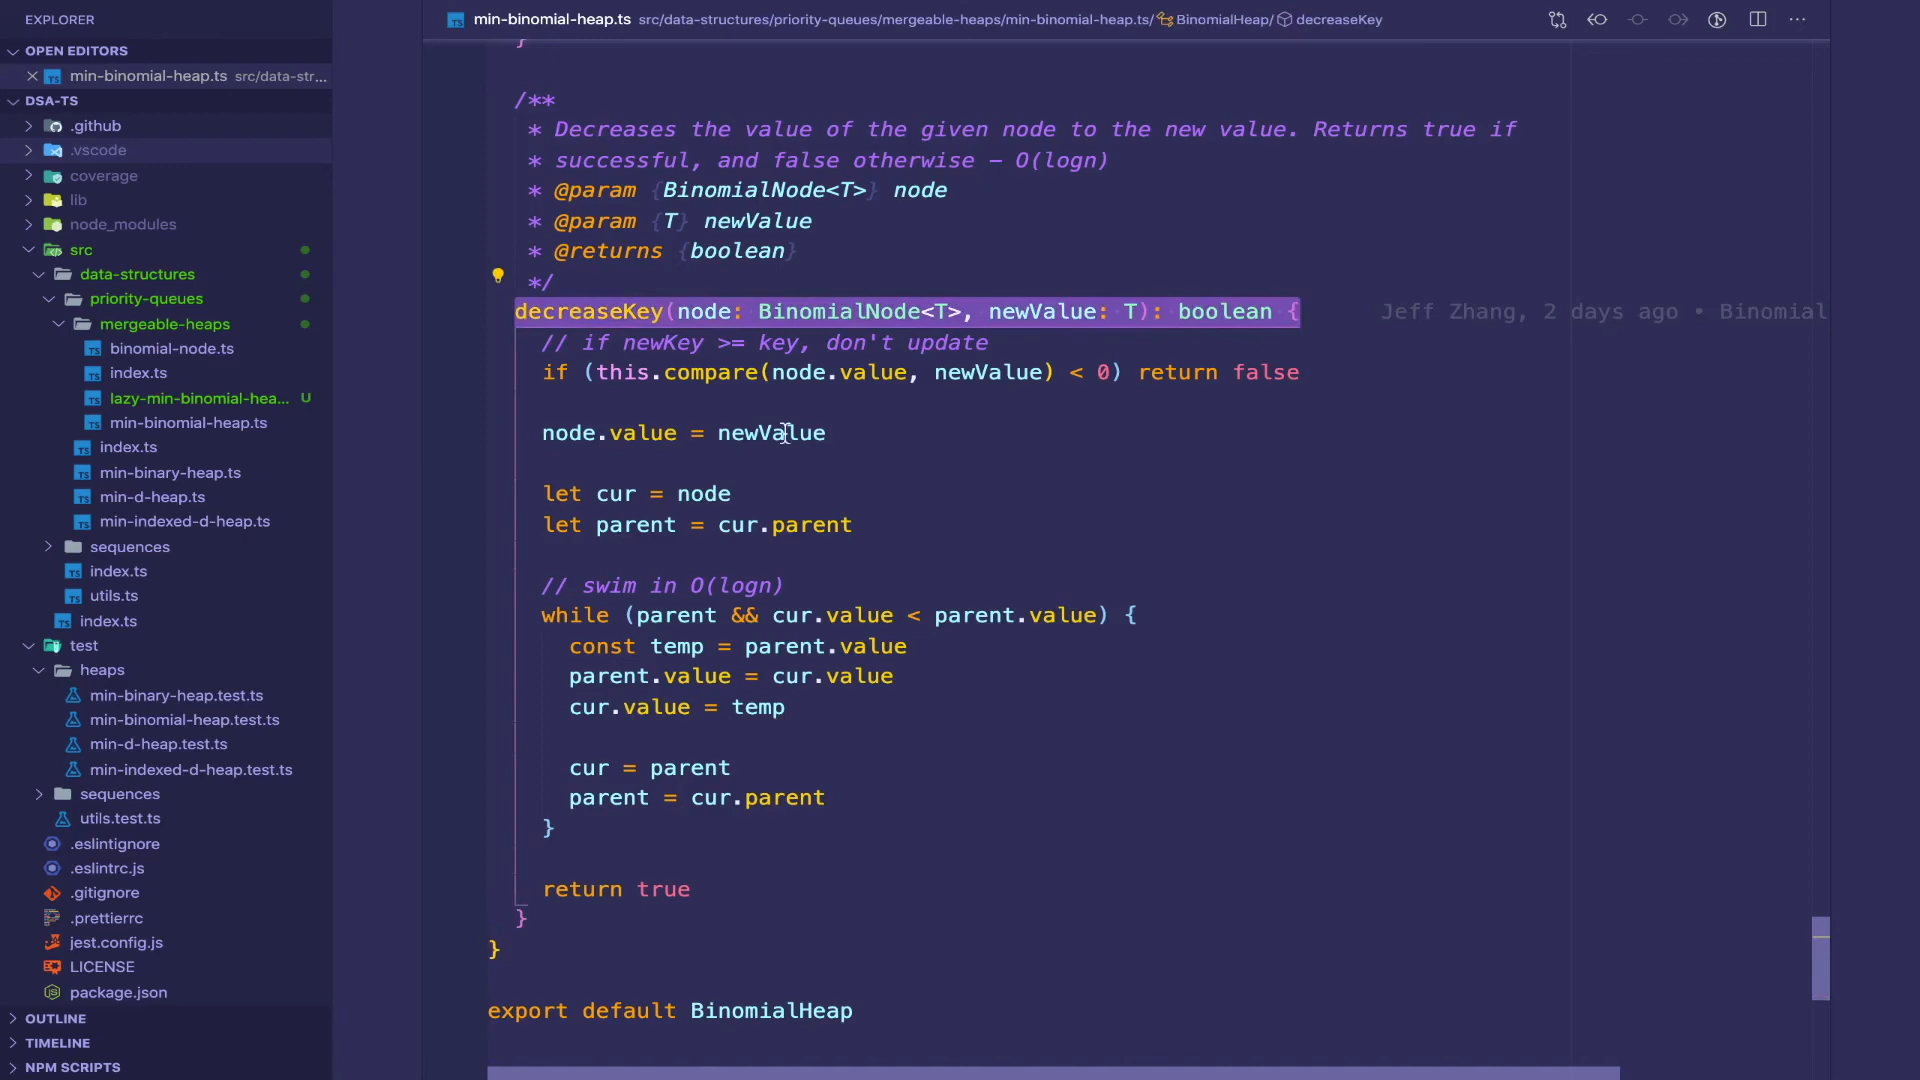 EXPLORER
OPEN EDITORS
min-binomial-heap.ts src/data-str...
DSA-TS
.github
.vscode
coverage
lib
node_modules
src
data-structures
priority-queues
mergeable-heaps
binomial-node.ts
index.ts
lazy-min-binomial-hea... U
min-binomial-heap.ts
index.ts
min-binary-heap.ts
min-d-heap.ts
min-indexed-d-heap.ts
sequences
index.ts
utils.ts
index.ts
test
heaps
min-binary-heap.test.ts
min-binomial-heap.test.ts
min-d-heap.test.ts
min-indexed-d-heap.test.ts
sequences
utils.test.ts
.eslintignore
.eslintrc.js
.gitignore
.prettierrc
jest.config.js
LICENSE
package.json
OUTLINE
TIMELINE
NPM SCRIPTS
min-binomial-heap.ts src/data-structures/priority-queues/mergeable-heaps/min-binomial-heap.ts/ BinomialHeap/ decreaseKey
}
/**
* Decreases the value of the given node to the new value. Returns true if
* successful, and false otherwise – O(logn)
* @param {BinomialNode<T>} node
* @param {T} newValue
* @returns {boolean}
*/
decreaseKey(node: BinomialNode<T>, newValue: T): boolean { Jeff Zhang, 2 days ago • Binomial
// if newKey >= key, don't update
if (this.compare(node.value, newValue) < 0) return false
node.value = newValue
let cur = node
let parent = cur.parent
// swim in O(logn)
while (parent && cur.value < parent.value) {
const temp = parent.value
parent.value = cur.value
cur.value = temp
cur = parent
parent = cur.parent
}
return true
}
}
export default BinomialHeap